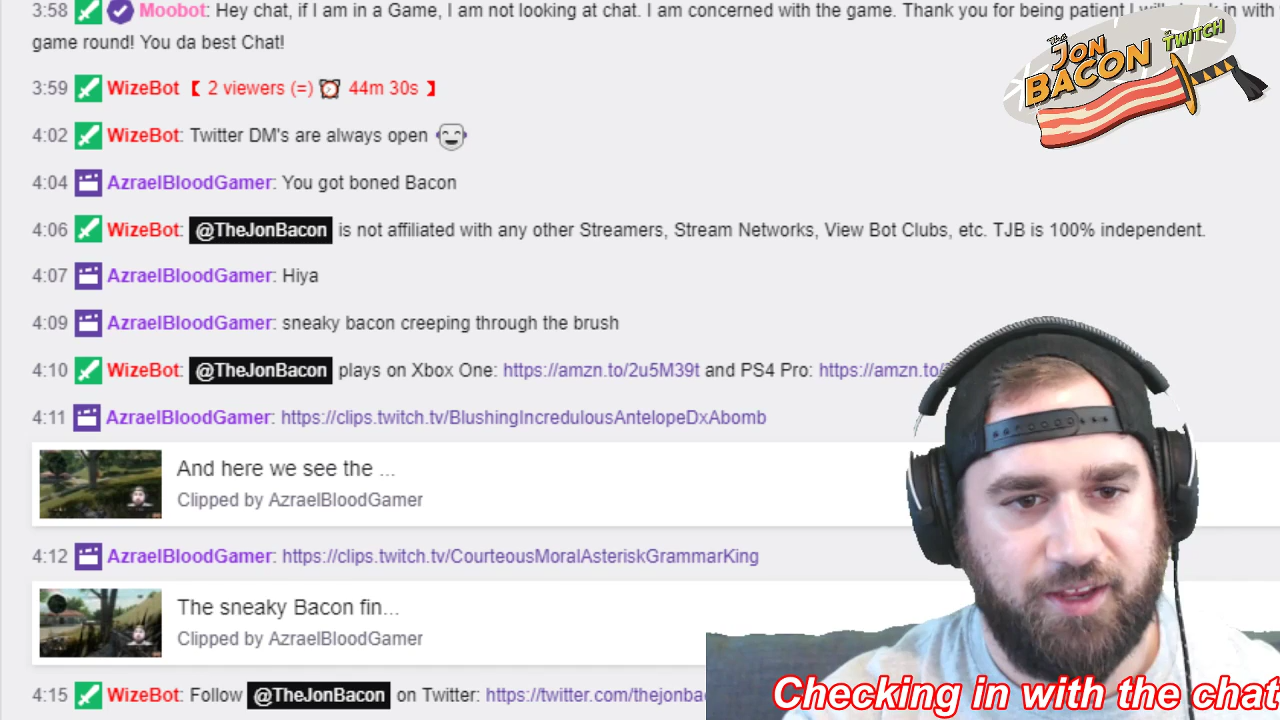 3:58 Moobot: Hey chat, if I am in a Game, I am not looking at chat. I am concerned with the game. Thank you for being patient I will in with
game round! You da best Chat!
The JON BACON on TWITCH
3:59 WizeBot 【 2 viewers (=) ⏰ 44m 30s 】
4:02 WizeBot: Twitter DM's are always open
4:04 AzraelBloodGamer: You got boned Bacon
4:06 WizeBot: @TheJonBacon is not affiliated with any other Streamers, Stream Networks, View Bot Clubs, etc. TJB is 100% independent.
4:07 AzraelBloodGamer: Hiya
4:09 AzraelBloodGamer: sneaky bacon creeping through the brush
4:10 WizeBot: @TheJonBacon plays on Xbox One: https://amzn.to/2u5M39t and PS4 Pro: https://amzn.to/
4:11 AzraelBloodGamer: https://clips.twitch.tv/BlushingIncredulousAntelopeDxAbomb
And here we see the ...
Clipped by AzraelBloodGamer
4:12 AzraelBloodGamer: https://clips.twitch.tv/CourteousMoralAsteriskGrammarKing
The sneaky Bacon fin...
Clipped by AzraelBloodGamer
4:15 WizeBot: Follow @TheJonBacon on Twitter: https://twitter.com/thejonba
Checking in with the chat